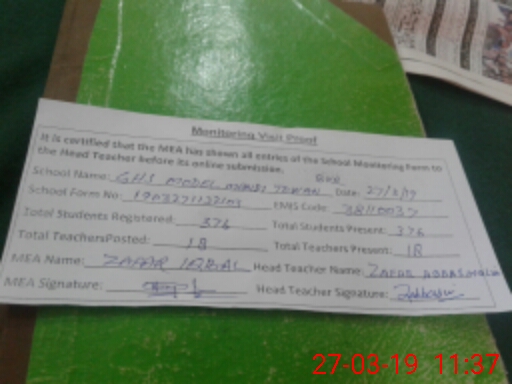 Monitoring Visit Proof
It is certified that the MEA has shown all entries of the School Monitoring Form to
the Head Teacher before its online submission.
School Name: GHS MODEL Date: 27/3/19
School Form No: EMIS Code: 38110037
Total Students Registered: 376 Total Students Present: 376
Total TeachersPosted: 18 Total Teachers Present: 18
MEA Name: ZAFAR IQBAL Head Teacher Name: ZAFAR ABBAS
MEA Signature: Head Teacher Signature:
27-03-19 11:37